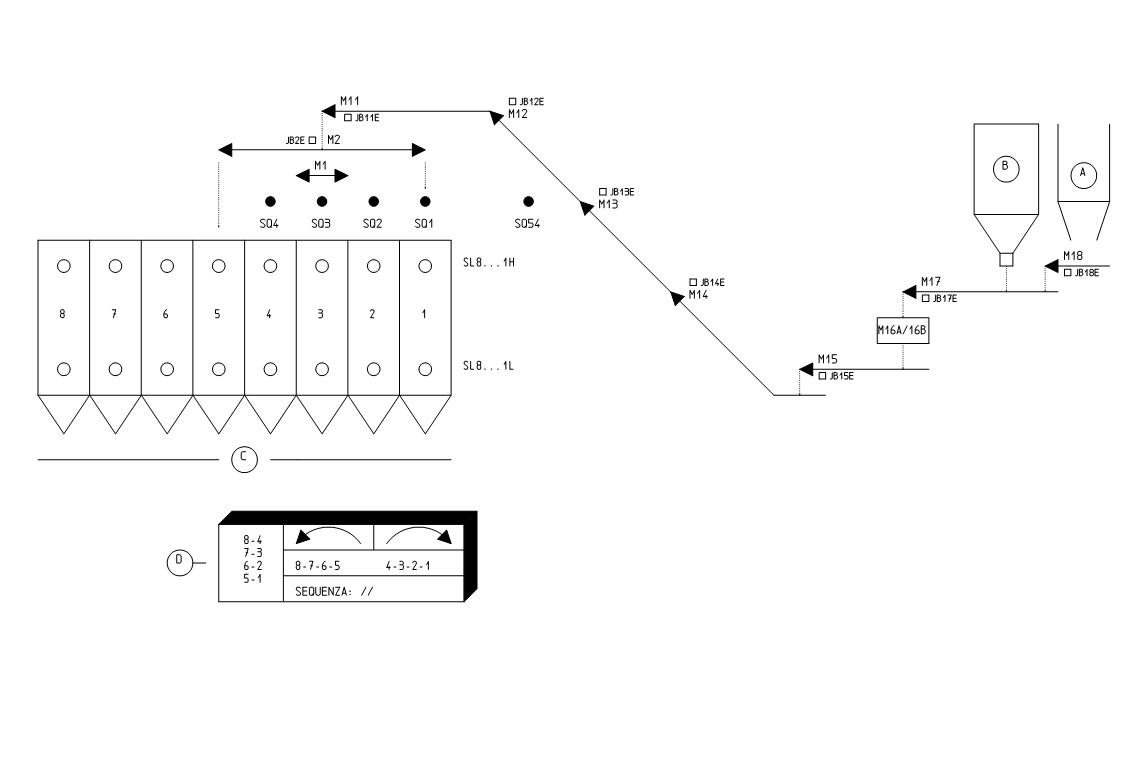 JB12E
M11
M12
JB11E
JB2E
M2
M1
B
A
JB13E
M13
SQ4
SQ3
SQ2
SQ1
SQ54
SL8...1H
M18
JB18E
JB14E
M14
M17
JB17E
8
7
6
5
4
3
2
1
M16A/16B
SL8...1L
M15
JB15E
C
D
8-4
7-3
6-2
5-1
8-7-6-5
4-3-2-1
SEQUENZA: //